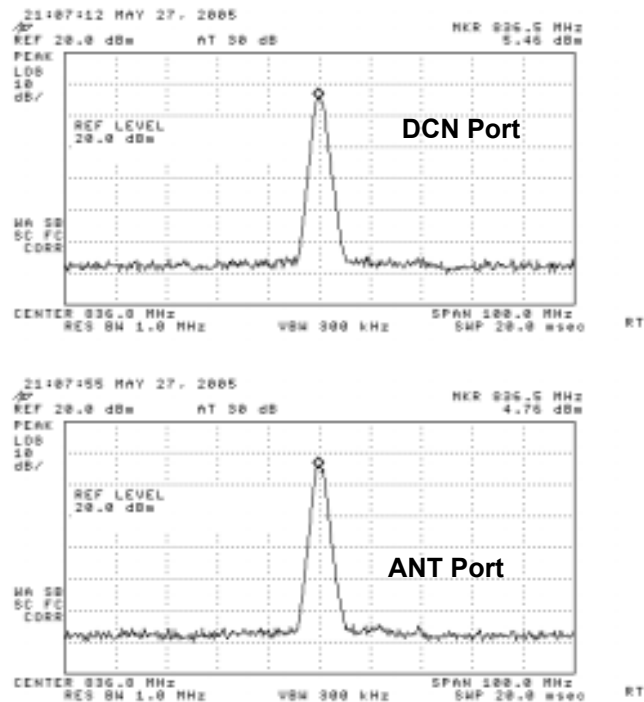 21:07:12 MAY 27, 2005
MKR 836.5 MHz
REF 20.0 dBm AT 30 dB 5.46 dBm
PEAK
LOG
10
dB/
REF LEVEL
20.0 dBm
DCN Port
WA SB
SC FC
CORR
CENTER 836.0 MHz SPAN 100.0 MHz
RES BW 1.0 MHz VBW 300 kHz SWP 20.0 msec
RT
21:07:55 MAY 27, 2005
MKR 836.5 MHz
REF 20.0 dBm AT 30 dB 4.76 dBm
PEAK
LOG
10
dB/
REF LEVEL
20.0 dBm
ANT Port
WA SB
SC FC
CORR
CENTER 836.0 MHz SPAN 100.0 MHz
RES BW 1.0 MHz VBW 300 kHz SWP 20.0 msec
RT